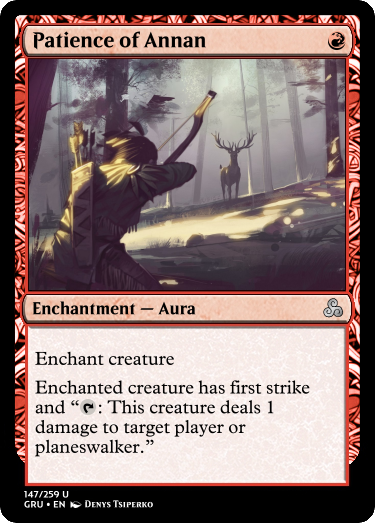 Patience of Annan
Enchantment — Aura
Enchant creature
Enchanted creature has first strike
and “: This creature deals 1
damage to target player or
planeswalker.”
147/259 U
GRU • EN Denys Tsiperko